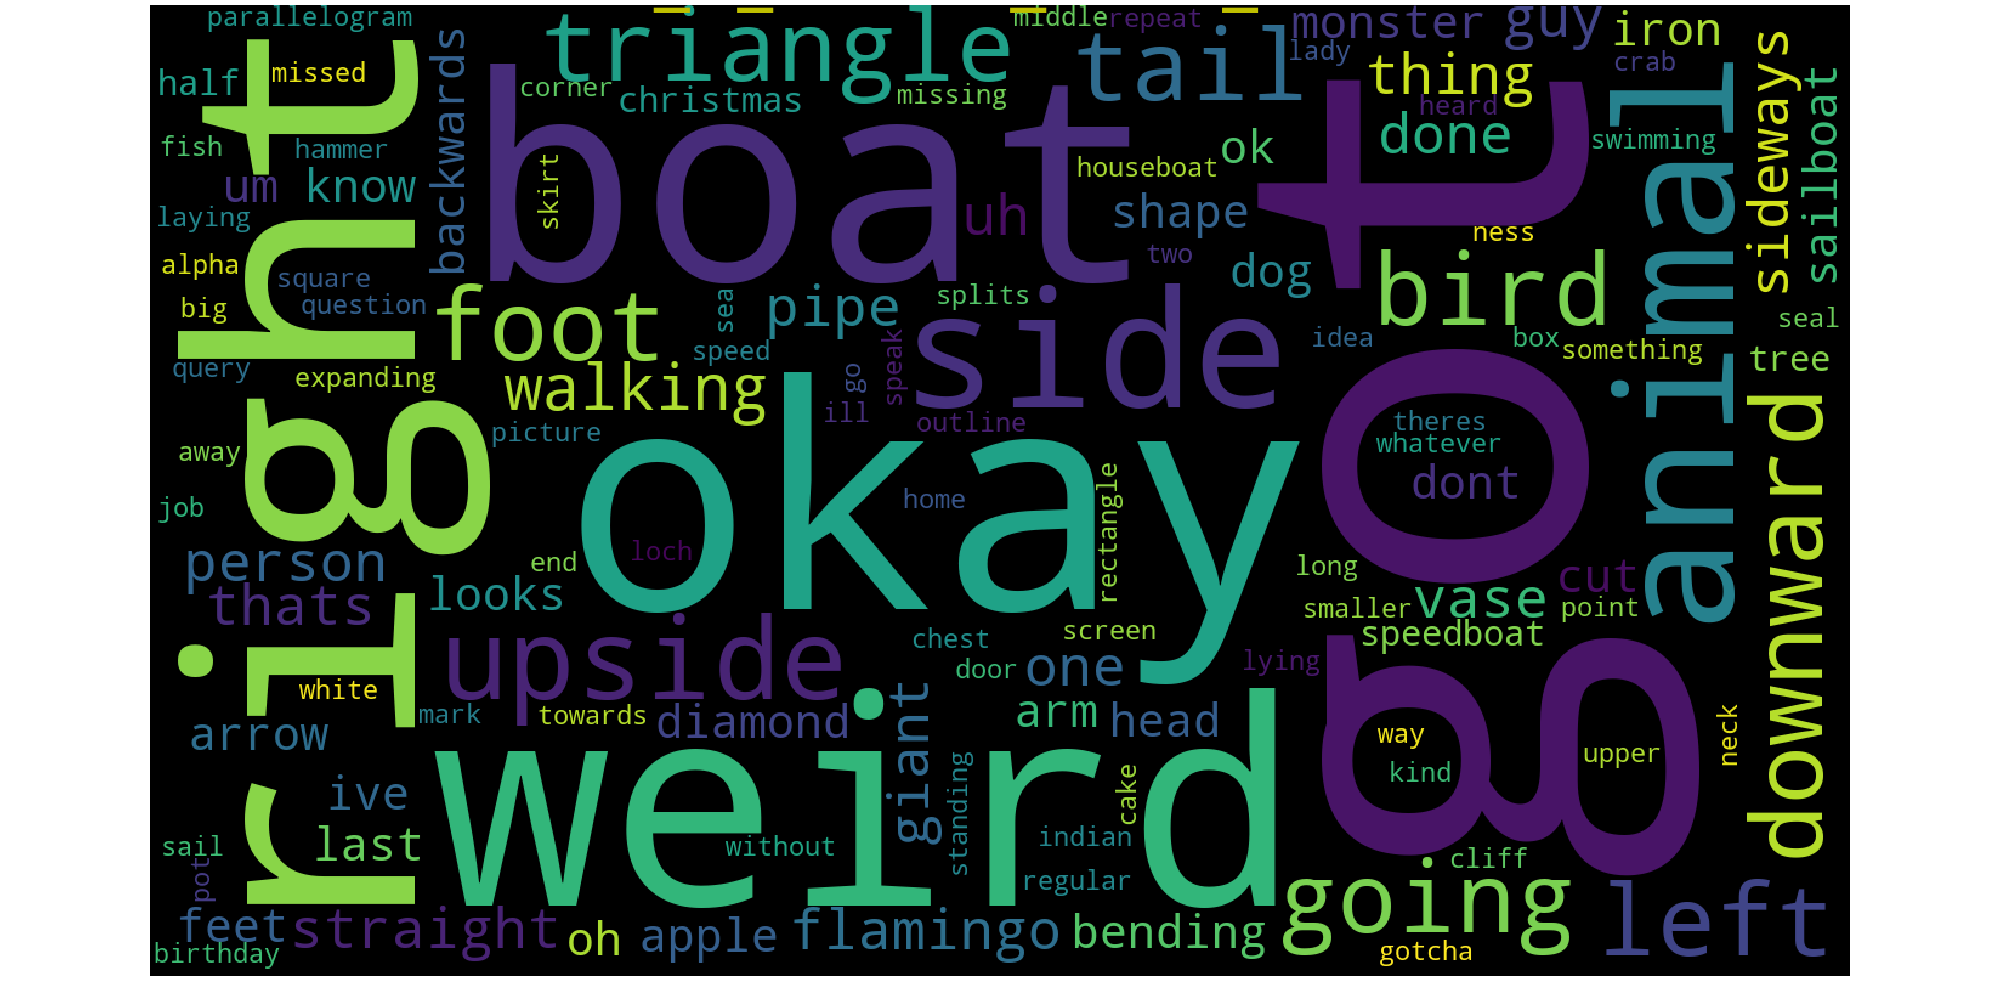 parallelogram
middle
repeat
monster
guy
iron
triangle
tail
lady
crab
half
missed
backwards
corner
christmas
missing
thing
heard
done
swimming
sideways
sailboat
fish
hammer
boat
houseboat
ok
um
know
skirt
uh
shape
got
animal
laying
right
ness
alpha
square
two
dog
bird
big
question
foot
sea
pipe
splits
side
seal
query
speed
idea
box
something
tree
expanding
walking
go
speak
ill
outline
picture
okay
theres
whatever
away
dont
downward
job
home
rectangle
person
end
loch
long
cut
thats
looks
vase
smaller
point
upside
chest
screen
speedboat
door
one
lying
white
mark
towards
diamond
giant
arm
head
neck
arrow
weird
way
upper
kind
ive
standing
cake
last
sail
without
indian
cliff
pot
regular
going
left
feet
straight
oh
apple
flamingo
bending
birthday
gotcha